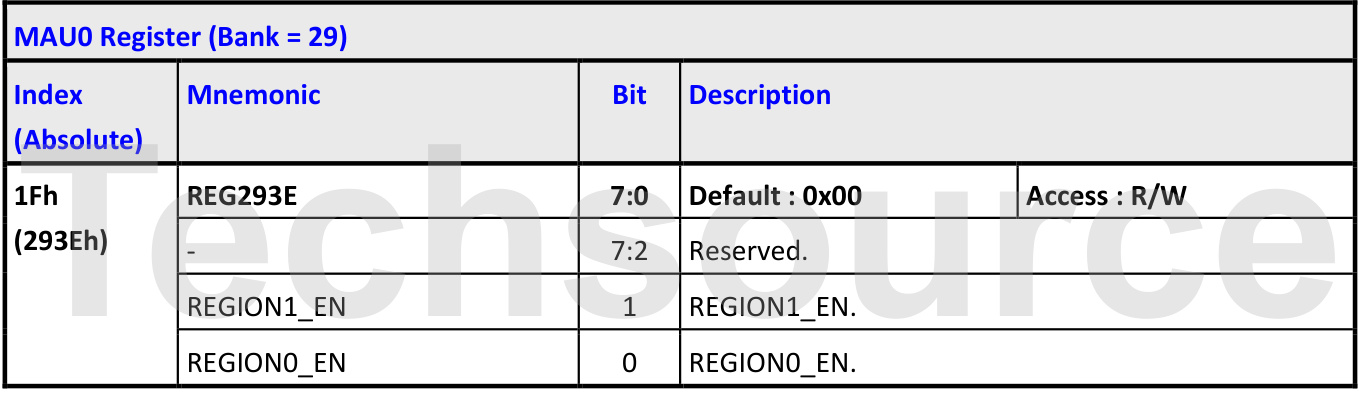 MAU0 Register (Bank = 29)
Index (Absolute) Mnemonic Bit Description
1Fh (293Eh) REG293E 7:0 Default : 0x00 Access : R/W
- 7:2 Reserved.
REGION1_EN 1 REGION1_EN.
REGION0_EN 0 REGION0_EN.
Techsource